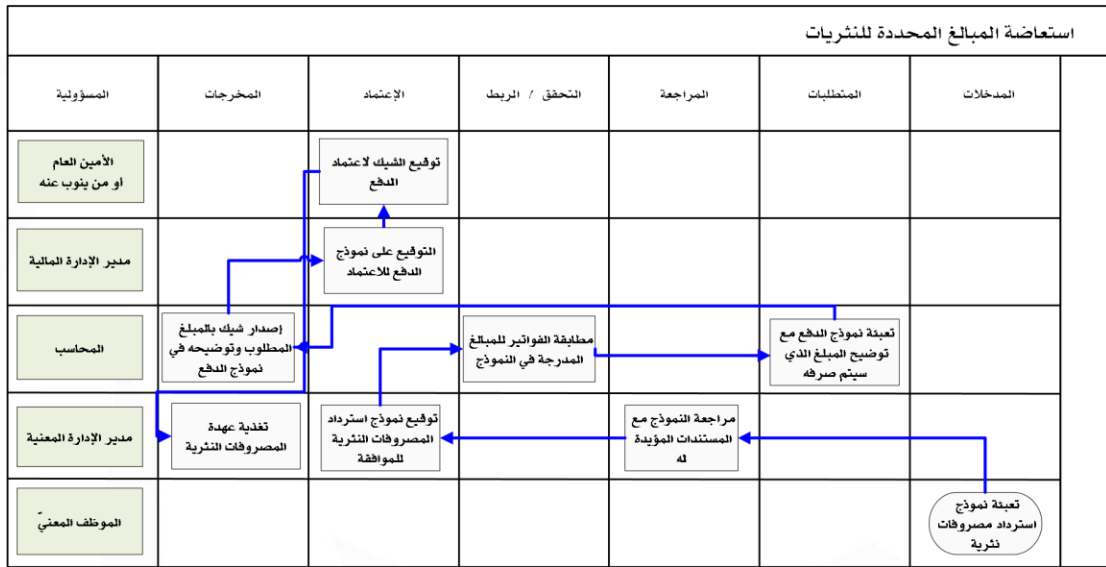 استعاضة المبالغ المحددة للنثريات
المدخلات
المتطلبات
المراجعة
التحقق / الربط
الإعتماد
المخرجات
المسؤولية
توقيع الشيك لاعتماد
الدفع
الأمين العام
أو من ينوب عنه
التوقيع على نموذج
الدفع للاعتماد
مدير الإدارة المالية
تعبئة نموذج الدفع مع
توضيح المبلغ الذي
سيتم صرفه
مطابقة الفواتير للمبالغ
المدرجة في النموذج
إصدار شيك بالمبلغ
المطلوب وتوضيحه في
نموذج الدفع
المحاسب
مراجعة النموذج مع
المستندات المؤيدة
له
توقيع نموذج استرداد
المصروفات النثرية
للموافقة
تغذية عهدة
المصروفات النثرية
مدير الإدارة المعنية
تعبئة نموذج
استرداد مصروفات
نثرية
الموظف المعنيّ